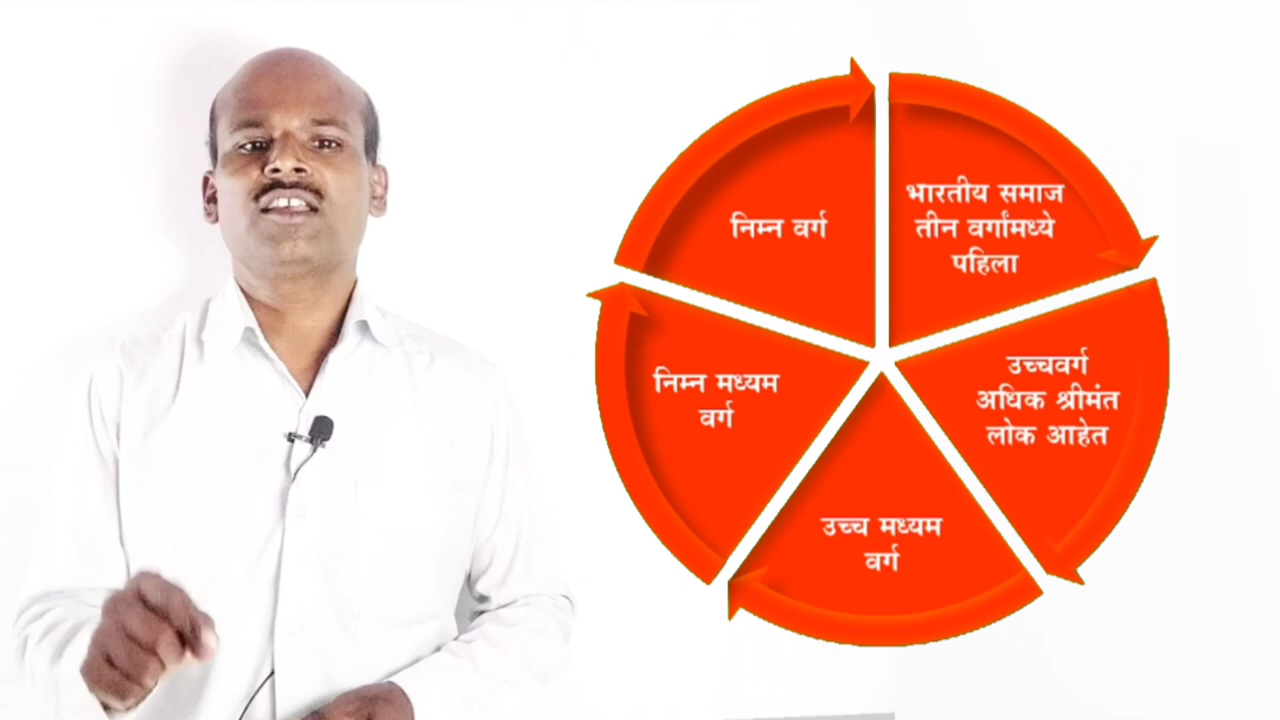 भारतीय समाज
तीन वर्गांमध्ये
पहिला
उच्चवर्ग
अधिक श्रीमंत
लोक आहेत
उच्च मध्यम
वर्ग
निम्न मध्यम
वर्ग
निम्न वर्ग